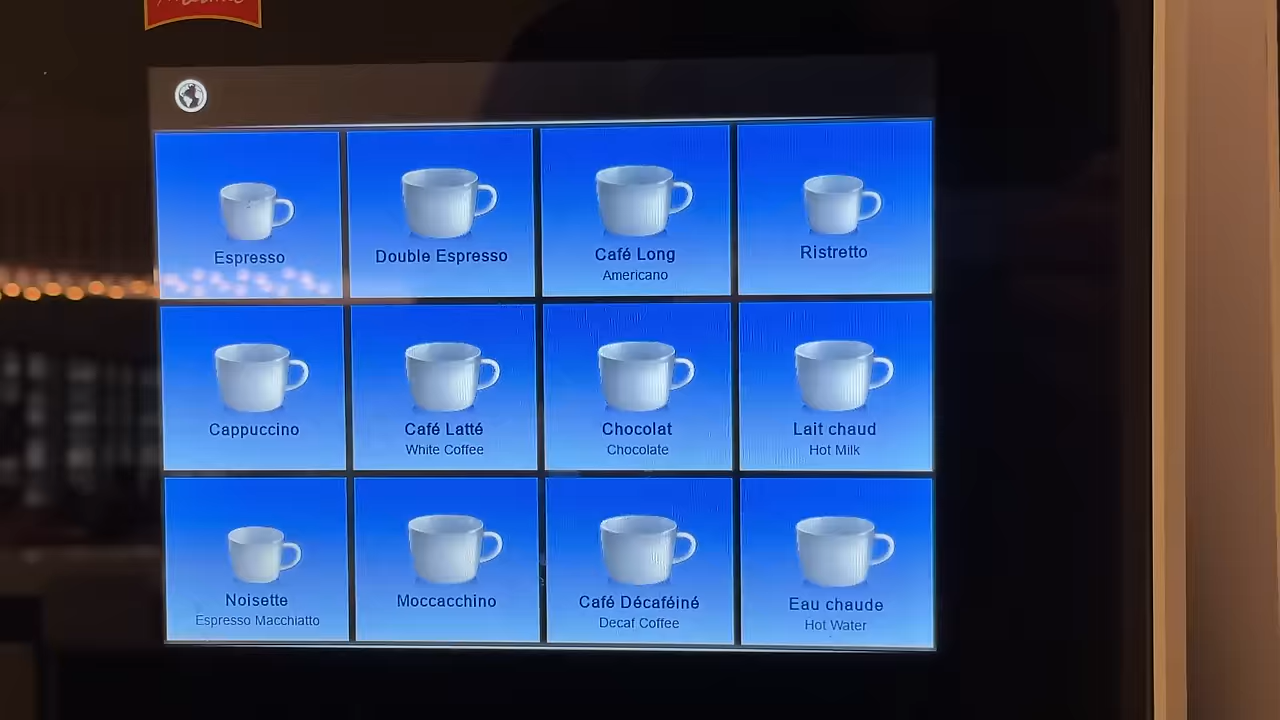 Espresso
Double Espresso
Café Long
Americano
Ristretto
Cappuccino
Café Latté
White Coffee
Chocolat
Chocolate
Lait chaud
Hot Milk
Noisette
Espresso Macchiatto
Moccacchino
Café Décaféiné
Decaf Coffee
Eau chaude
Hot Water